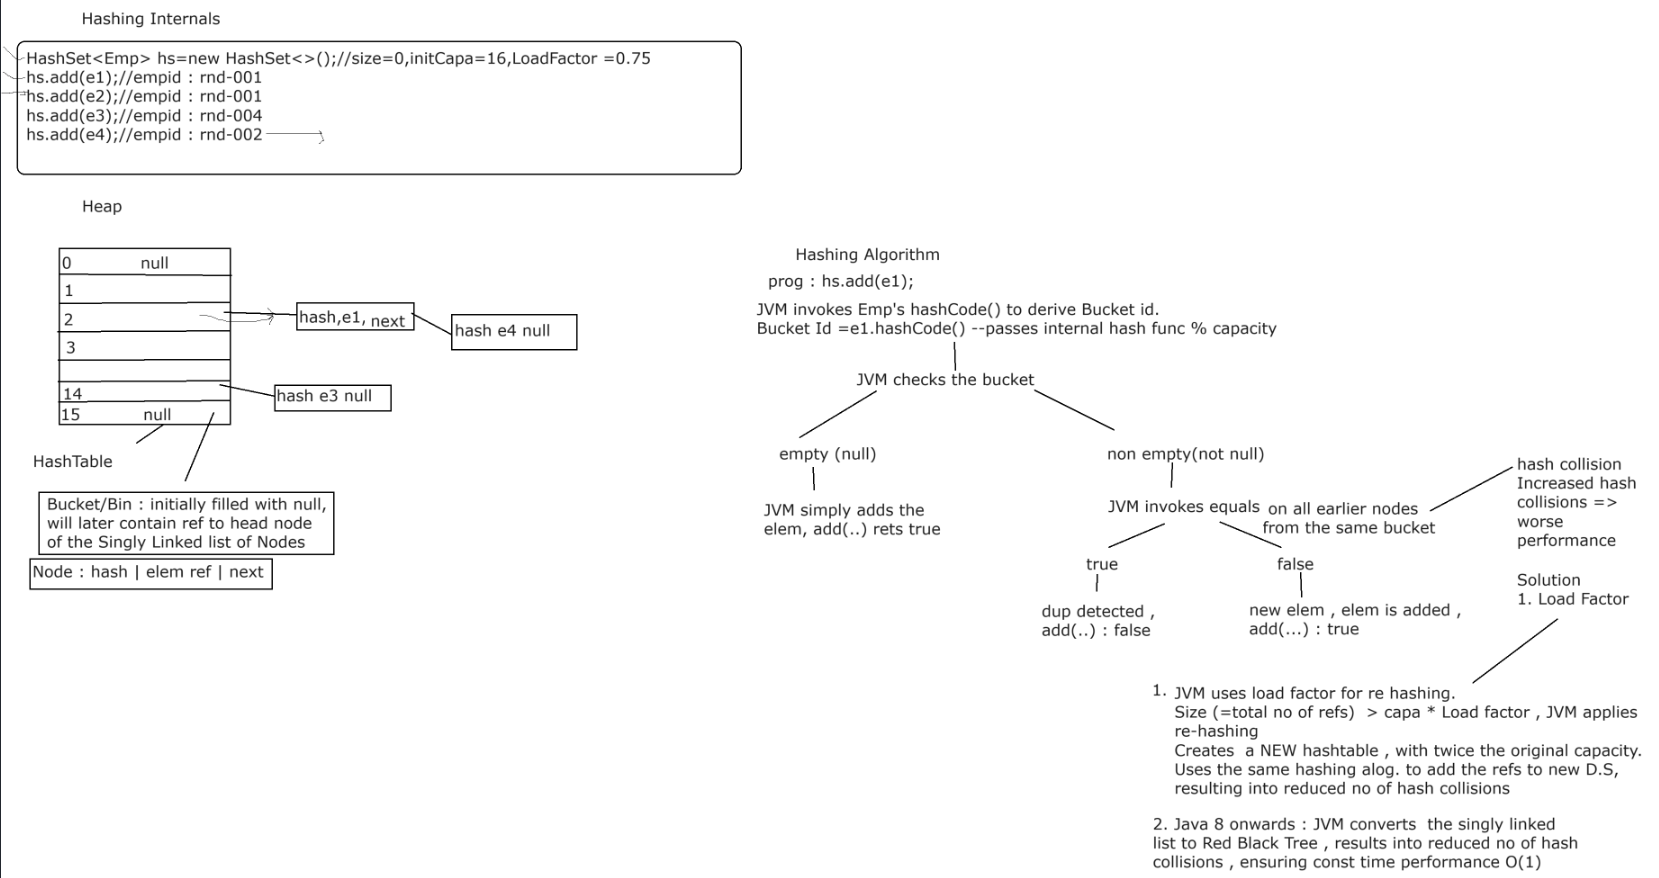 Hashing Internals
HashSet<Emp> hs=new HashSet<>();//size=0,initCapa=16,LoadFactor =0.75
hs.add(e1);//empid : rnd-001
hs.add(e2);//empid : rnd-001
hs.add(e3);//empid : rnd-004
hs.add(e4);//empid : rnd-002
Heap
0 null
1
2
3
14
15 null
hash,e1, next
hash e4 null
hash e3 null
HashTable
Bucket/Bin : initially filled with null,
will later contain ref to head node
of the Singly Linked list of Nodes
Node : hash | elem ref | next
Hashing Algorithm
prog : hs.add(e1);
JVM invokes Emp's hashCode() to derive Bucket id.
Bucket Id =e1.hashCode() --passes internal hash func % capacity
JVM checks the bucket
empty (null)
JVM simply adds the
elem, add(..) rets true
non empty(not null)
JVM invokes equals on all earlier nodes
from the same bucket
true
dup detected ,
add(..) : false
false
new elem , elem is added ,
add(...) : true
hash collision
Increased hash
collisions =>
worse
performance
Solution
1. Load Factor
1. JVM uses load factor for re hashing.
Size (=total no of refs)  > capa * Load factor , JVM applies
re-hashing
Creates  a NEW hashtable , with twice the original capacity.
Uses the same hashing alog. to add the refs to new D.S,
resulting into reduced no of hash collisions
2. Java 8 onwards : JVM converts  the singly linked
list to Red Black Tree , results into reduced no of hash
collisions , ensuring const time performance O(1)